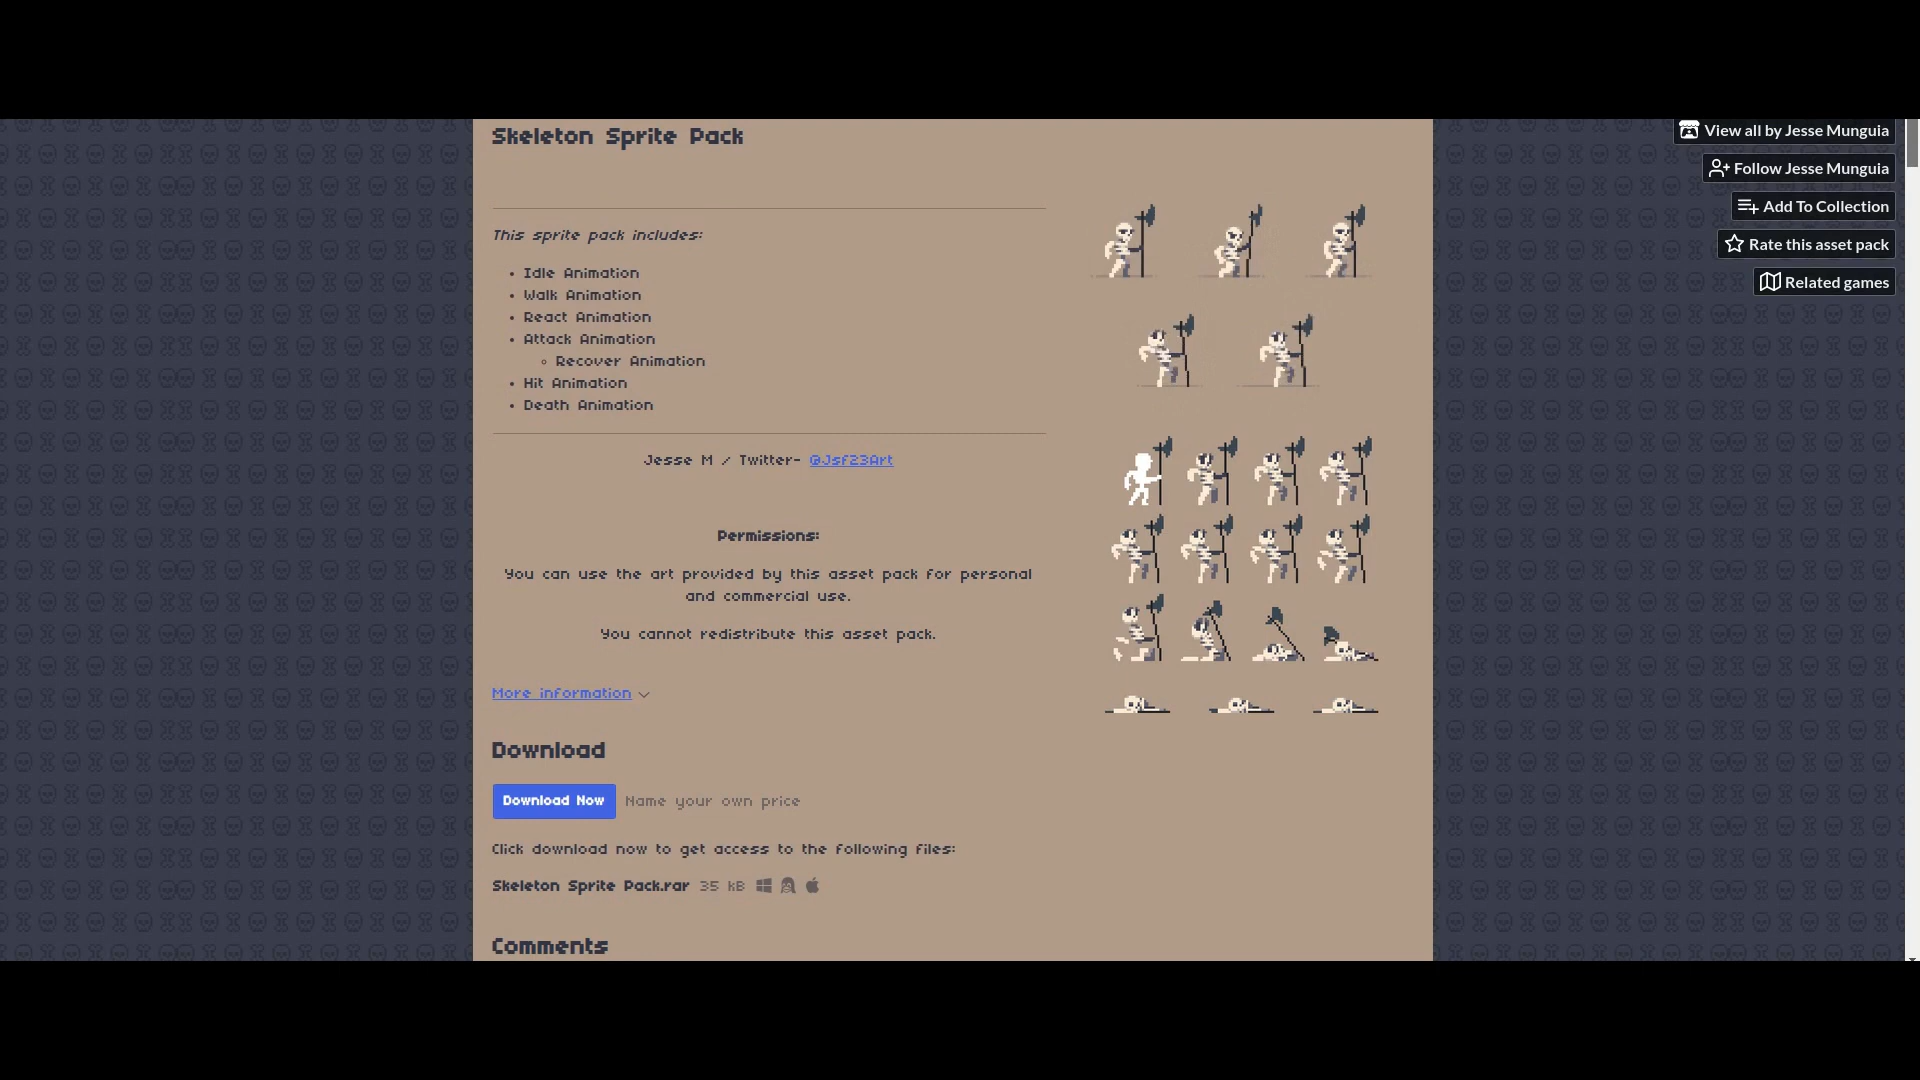 Skeleton Sprite Pack
View all by Jesse Munguia
Follow Jesse Munguia
Add To Collection
Rate this asset pack
Related games
This sprite pack includes:
• Idle Animation
• Walk Animation
• React Animation
• Attack Animation
◦ Recover Animation
• Hit Animation
• Death Animation
Jesse M / Twitter- @Jsf23Art
Permissions:
You can use the art provided by this asset pack for personal
and commercial use.
You cannot redistribute this asset pack.
More information
Download
Download Now Name your own price
Click download now to get access to the following files:
Skeleton Sprite Pack.rar 35 kB
Comments